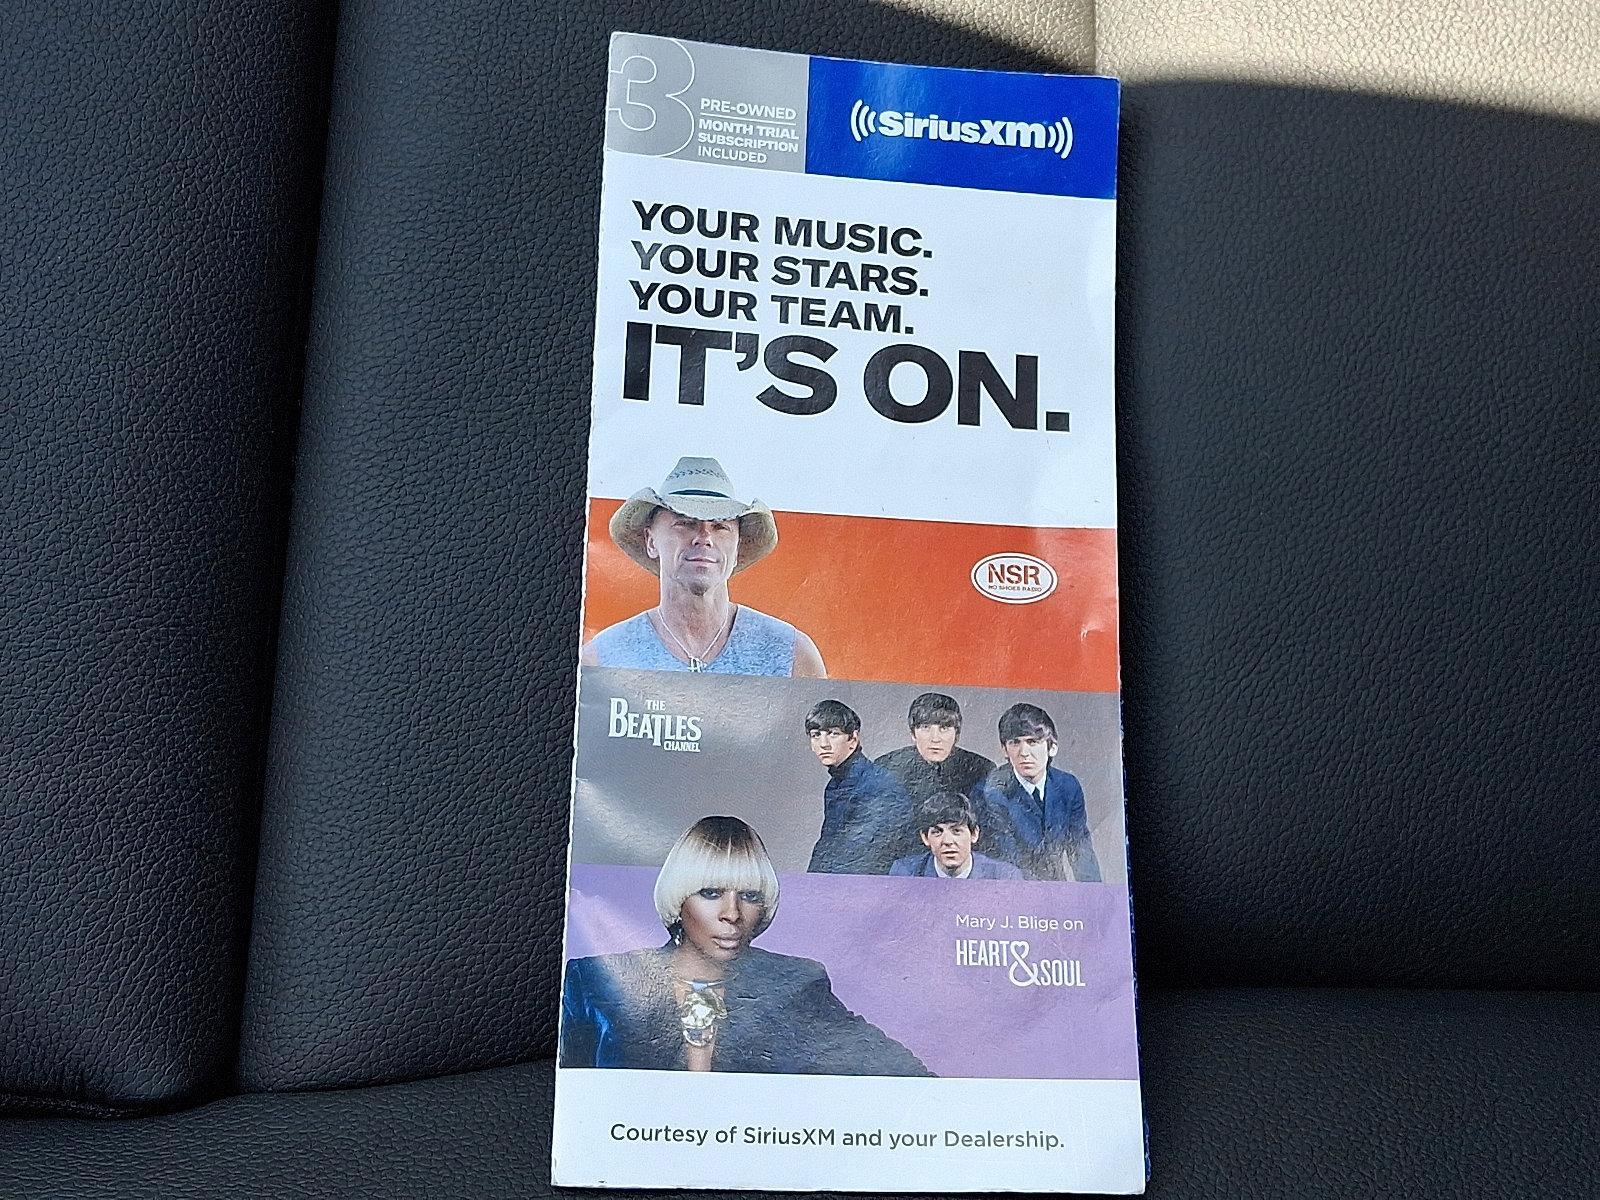 3
PRE-OWNED
MONTH TRIAL
SUBSCRIPTION
INCLUDED
((( SiriusXM )))
YOUR MUSIC.
YOUR STARS.
YOUR TEAM.
IT'S ON.
NSR
NO SHOES RADIO
THE
BEATLES
CHANNEL
Mary J. Blige on
HEART & SOUL
Courtesy of SiriusXM and your Dealership.